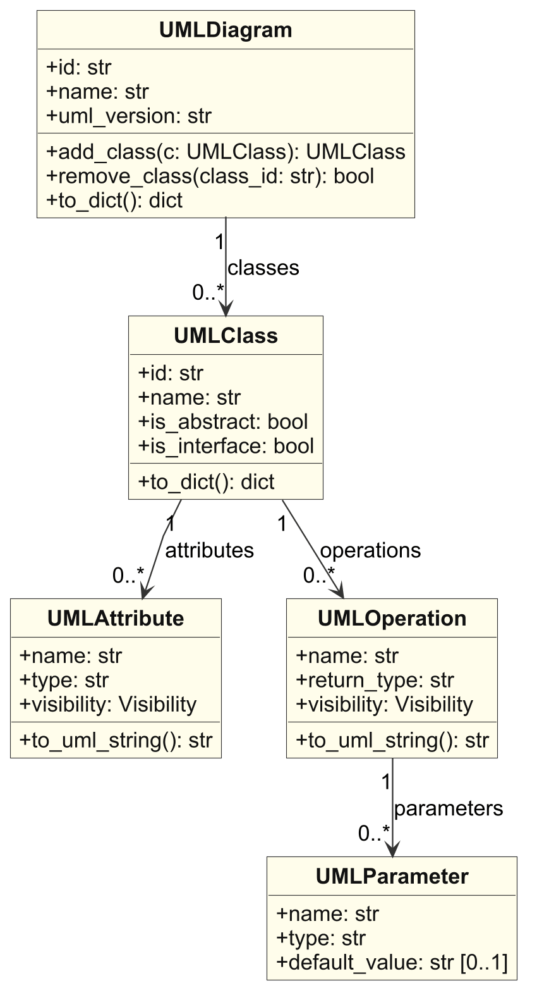 UMLDiagram
+id: str
+name: str
+uml_version: str
+add_class(c: UMLClass): UMLClass
+remove_class(class_id: str): bool
+to_dict(): dict
1
classes
0..*
UMLClass
+id: str
+name: str
+is_abstract: bool
+is_interface: bool
+to_dict(): dict
1
attributes
0..*
1
operations
0..*
UMLAttribute
+name: str
+type: str
+visibility: Visibility
+to_uml_string(): str
UMLOperation
+name: str
+return_type: str
+visibility: Visibility
+to_uml_string(): str
1
parameters
0..*
UMLParameter
+name: str
+type: str
+default_value: str [0..1]